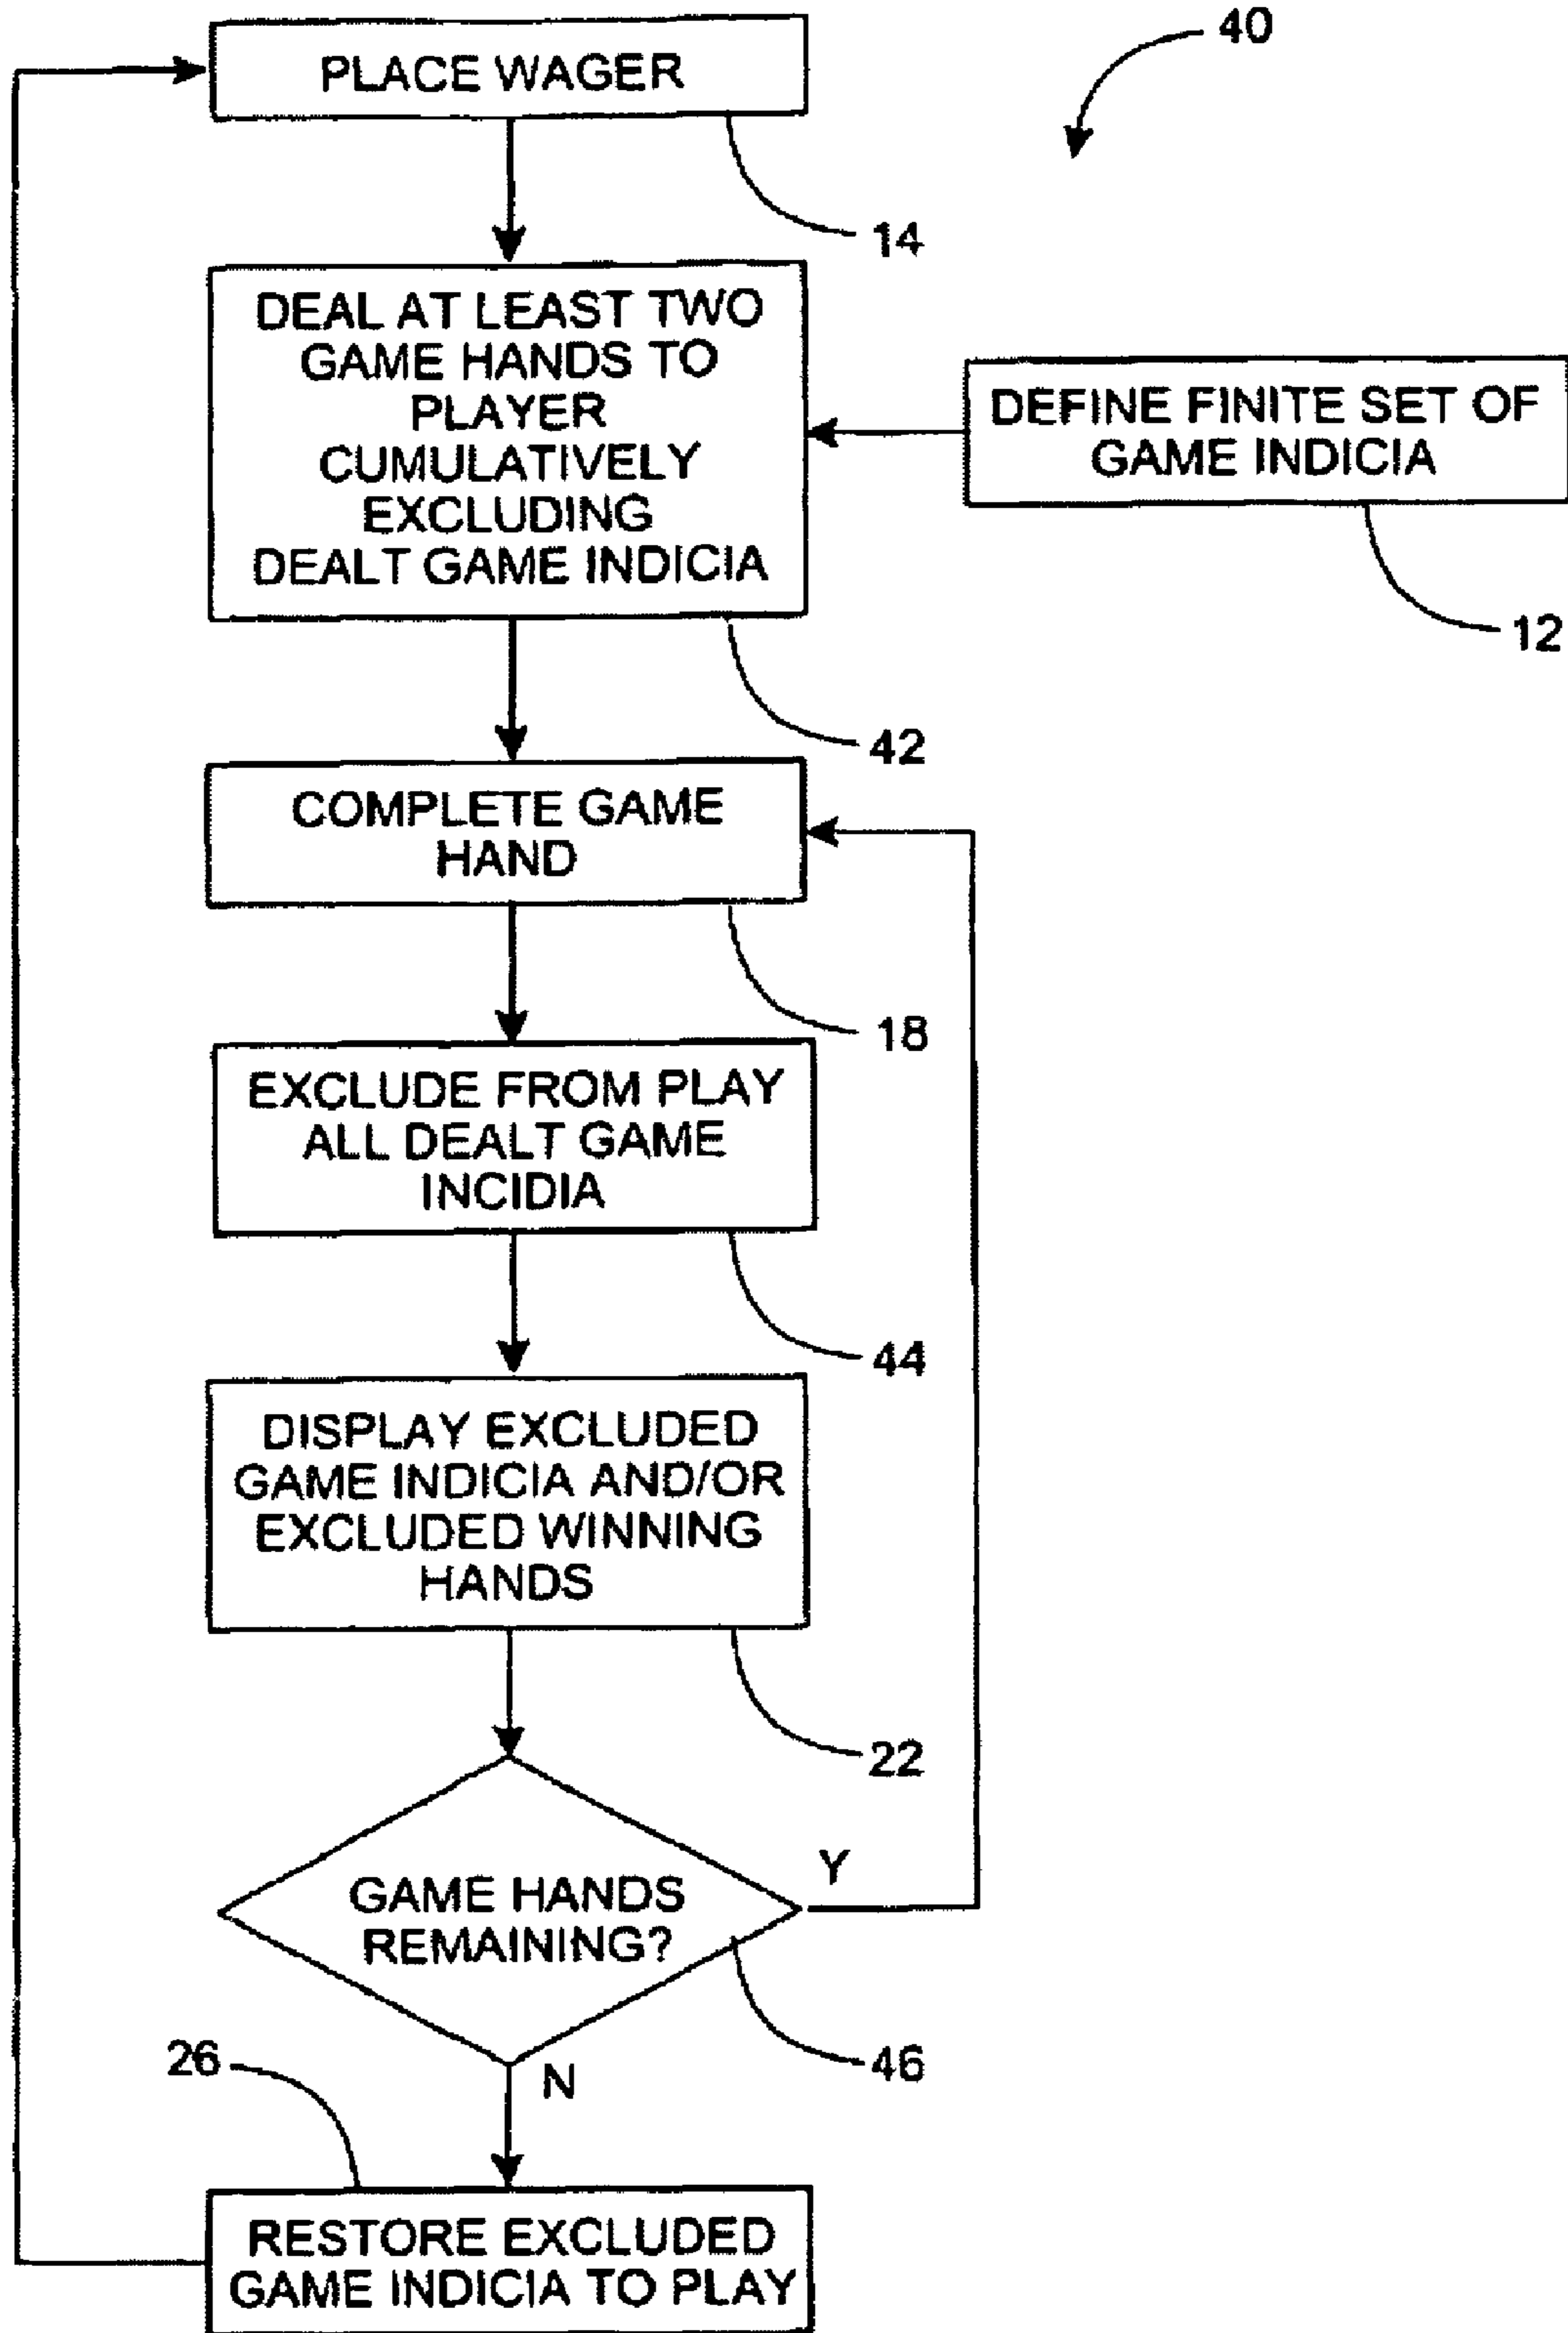 40
PLACE WAGER
14
DEAL AT LEAST TWO
GAME HANDS TO
PLAYER
CUMULATIVELY
EXCLUDING
DEALT GAME INDICIA
DEFINE FINITE SET OF
GAME INDICIA
12
42
COMPLETE GAME
HAND
18
EXCLUDE FROM PLAY
ALL DEALT GAME
INCIDIA
44
DISPLAY EXCLUDED
GAME INDICIA AND/OR
EXCLUDED WINNING
HANDS
22
GAME HANDS
REMAINING?
Y
46
N
26
RESTORE EXCLUDED
GAME INDICIA TO PLAY